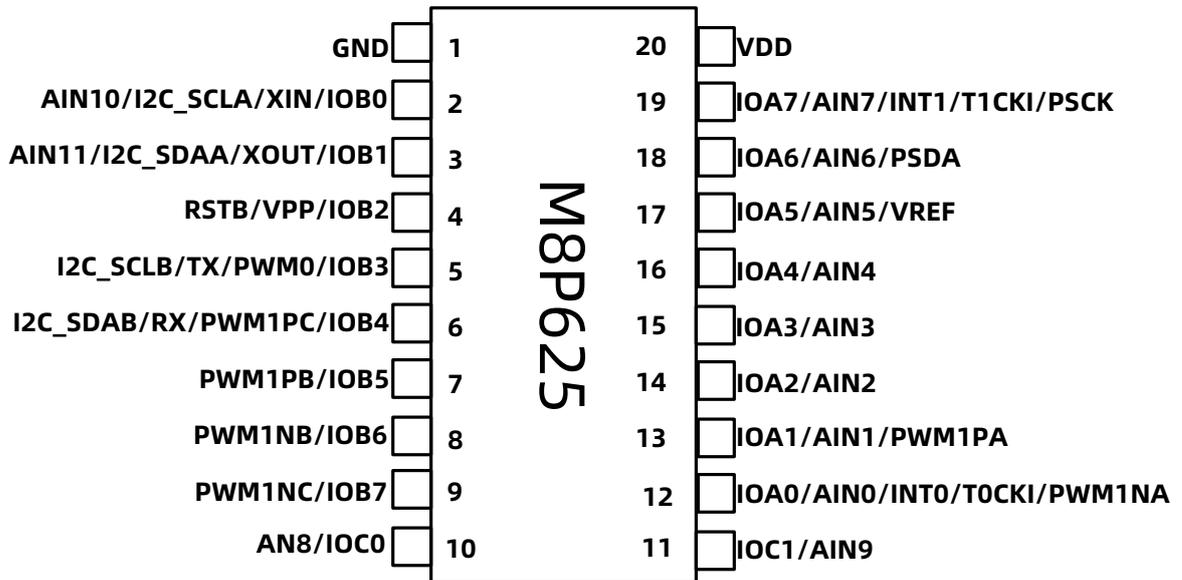 GND 1 20 VDD
AIN10/I2C_SCLA/XIN/IOB0 2 19 IOA7/AIN7/INT1/T1CKI/PSCK
AIN11/I2C_SDAA/XOUT/IOB1 3 18 IOA6/AIN6/PSDA
RSTB/VPP/IOB2 4 17 IOA5/AIN5/VREF
I2C_SCLB/TX/PWM0/IOB3 5 16 IOA4/AIN4
I2C_SDAB/RX/PWM1PC/IOB4 6 15 IOA3/AIN3
PWM1PB/IOB5 7 14 IOA2/AIN2
PWM1NB/IOB6 8 13 IOA1/AIN1/PWM1PA
PWM1NC/IOB7 9 12 IOA0/AIN0/INT0/T0CKI/PWM1NA
AN8/IOC0 10 11 IOC1/AIN9
M8P625